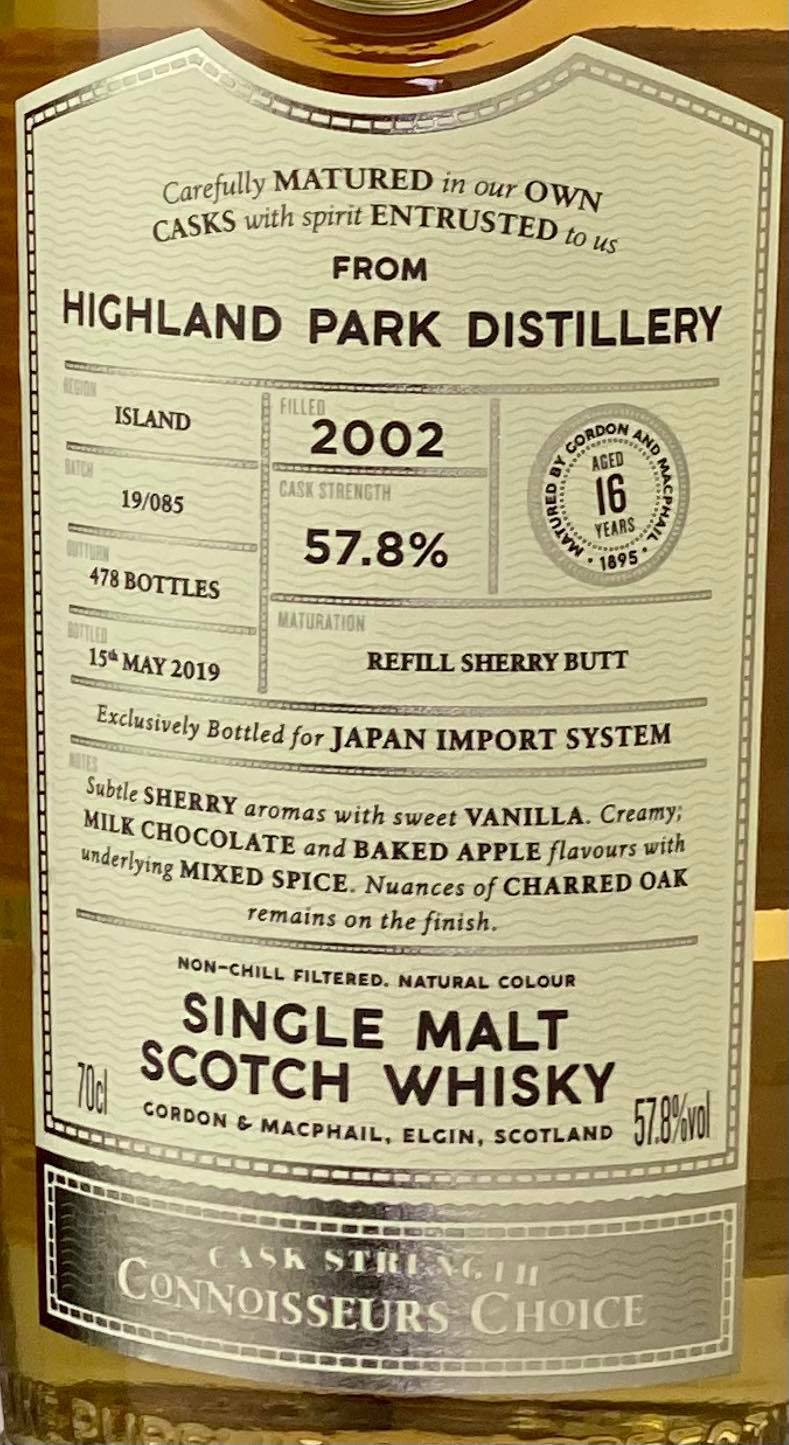 Carefully MATURED in our OWN
CASKS with spirit ENTRUSTED to us
FROM
HIGHLAND PARK DISTILLERY
REGION
ISLAND
BATCH
19/085
OUTTURN
478 BOTTLES
BOTTLED
15th MAY 2019
FILLED
2002
CASK STRENGTH
57.8%
MATURED BY GORDON AND MACPHAIL
AGED
16
YEARS
• 1895 •
MATURATION
REFILL SHERRY BUTT
Exclusively Bottled for JAPAN IMPORT SYSTEM
NOTES
Subtle SHERRY aromas with sweet VANILLA. Creamy;
MILK CHOCOLATE and BAKED APPLE flavours with
underlying MIXED SPICE. Nuances of CHARRED OAK
remains on the finish.
NON-CHILL FILTERED. NATURAL COLOUR
SINGLE MALT
SCOTCH WHISKY
70cl
GORDON & MACPHAIL, ELGIN, SCOTLAND
57.8%vol
CASK STRENGTH
CONNOISSEURS CHOICE